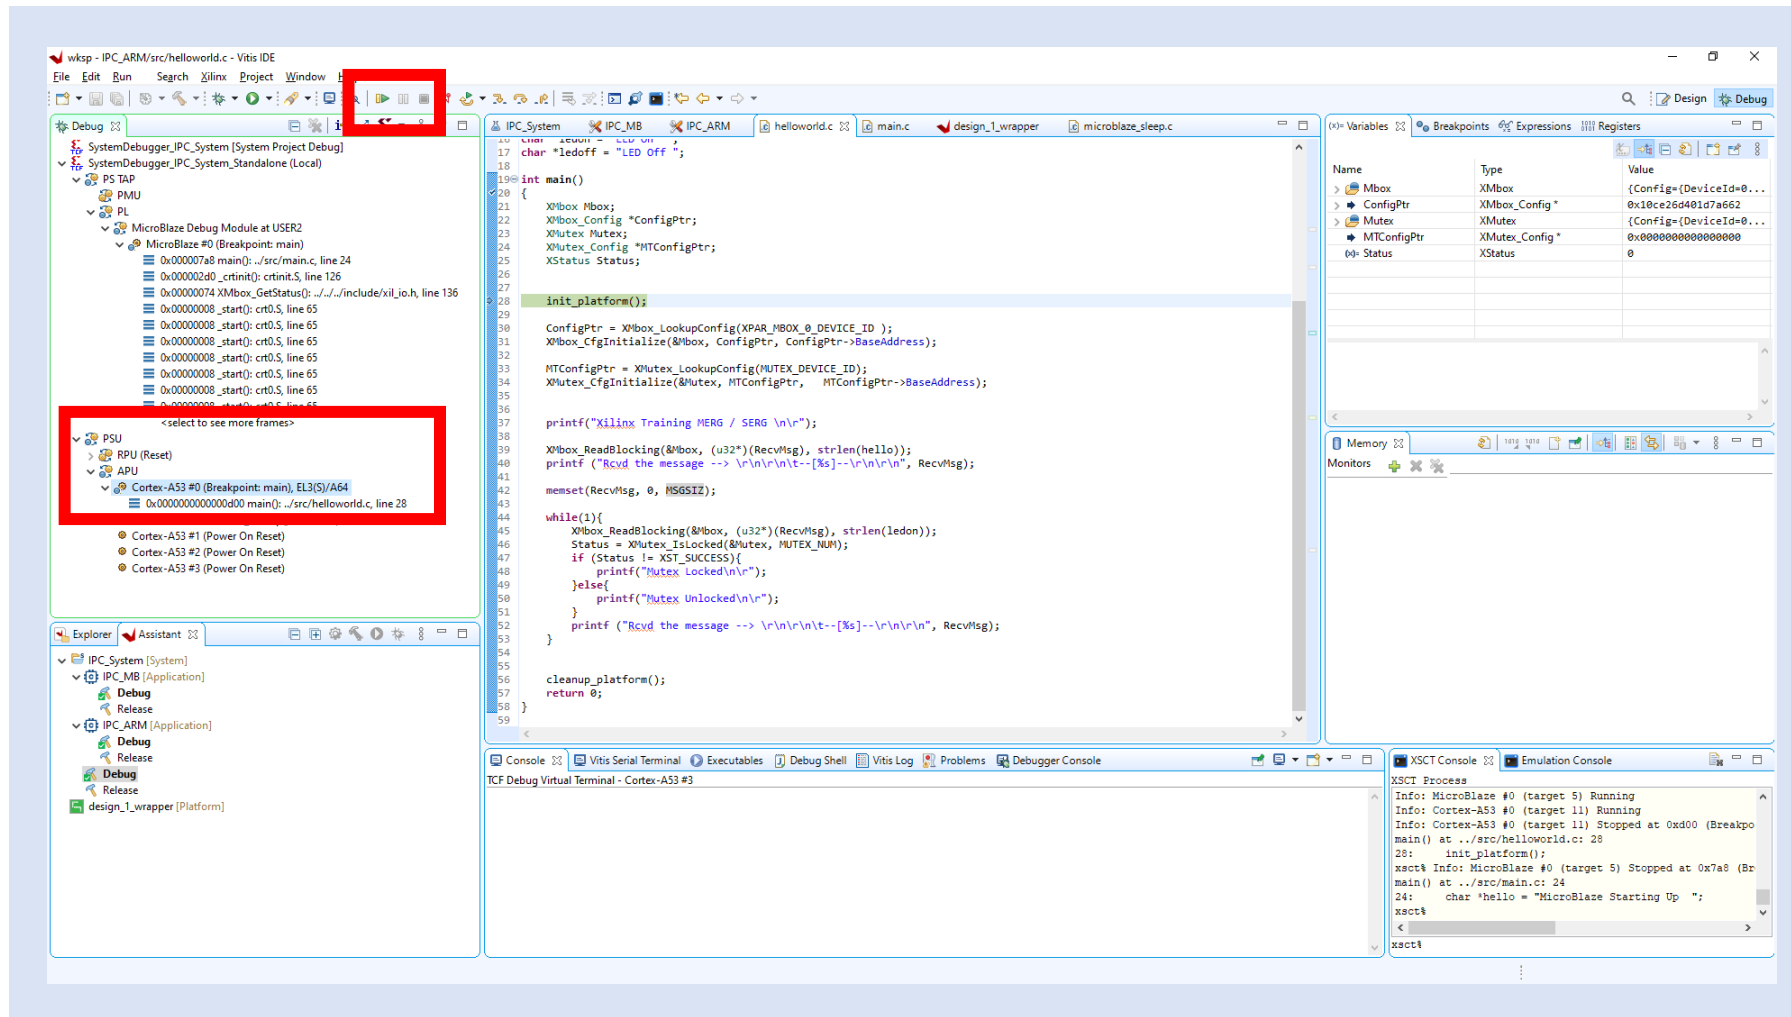 wksp - IPC_ARM/src/helloworld.c - Vitis IDE
File Edit Run Search Xilinx Project Window H
Design Debug
Debug
SystemDebugger_IPC_System [System Project Debug]
SystemDebugger_IPC_System_Standalone (Local)
PS TAP
PMU
PL
MicroBlaze Debug Module at USER2
MicroBlaze #0 (Breakpoint: main)
0x000007a8 main(): ../src/main.c, line 24
0x000002d0 _crtinit(): crtinit.S, line 126
0x00000074 XMbox_GetStatus(): ../../../include/xil_io.h, line 136
0x00000008 _start(): crt0.S, line 65
0x00000008 _start(): crt0.S, line 65
0x00000008 _start(): crt0.S, line 65
0x00000008 _start(): crt0.S, line 65
0x00000008 _start(): crt0.S, line 65
0x00000008 _start(): crt0.S, line 65
<select to see more frames>
PSU
RPU (Reset)
APU
Cortex-A53 #0 (Breakpoint: main), EL3(S)/A64
0x0000000000000d00 main(): ../src/helloworld.c, line 28
Cortex-A53 #1 (Power On Reset)
Cortex-A53 #2 (Power On Reset)
Cortex-A53 #3 (Power On Reset)
IPC_System IPC_MB IPC_ARM helloworld.c main.c design_1_wrapper microblaze_sleep.c
16 char *ledon = "LED On ";
17 char *ledoff = "LED Off ";
18
19 int main()
20 {
21 XMbox Mbox;
22 XMbox_Config *ConfigPtr;
23 XMutex Mutex;
24 XMutex_Config *MTConfigPtr;
25 XStatus Status;
26
27
28 init_platform();
29
30 ConfigPtr = XMbox_LookupConfig(XPAR_MBOX_0_DEVICE_ID );
31 XMbox_CfgInitialize(&Mbox, ConfigPtr, ConfigPtr->BaseAddress);
32
33 MTConfigPtr = XMutex_LookupConfig(MUTEX_DEVICE_ID);
34 XMutex_CfgInitialize(&Mutex, MTConfigPtr, MTConfigPtr->BaseAddress);
35
36
37 printf("Xilinx Training MERG / SERG \n\r");
38
39 XMbox_ReadBlocking(&Mbox, (u32*)(RecvMsg), strlen(hello));
40 printf ("Rcvd the message --> \r\n\r\n\t--[%s]--\r\n\r\n", RecvMsg);
41
42 memset(RecvMsg, 0, MSGSIZ);
43
44 while(1){
45 XMbox_ReadBlocking(&Mbox, (u32*)(RecvMsg), strlen(ledon));
46 Status = XMutex_IsLocked(&Mutex, MUTEX_NUM);
47 if (Status != XST_SUCCESS){
48 printf("Mutex Locked\n\r");
49 }else{
50 printf("Mutex Unlocked\n\r");
51 }
52 printf ("Rcvd the message --> \r\n\r\n\t--[%s]--\r\n\r\n", RecvMsg);
53 }
54
55
56 cleanup_platform();
57 return 0;
58 }
59
(x)= Variables Breakpoints Expressions Registers
Name Type Value
Mbox XMbox {Config={DeviceId=0...
ConfigPtr XMbox_Config * 0x10ce26d401d7a662
Mutex XMutex {Config={DeviceId=0...
MTConfigPtr XMutex_Config * 0x0000000000000000
(x)= Status XStatus 0
Memory
Monitors
Explorer Assistant
IPC_System [System]
IPC_MB [Application]
Debug
Release
IPC_ARM [Application]
Debug
Release
Debug
Release
design_1_wrapper [Platform]
Console Vitis Serial Terminal Executables Debug Shell Vitis Log Problems Debugger Console
TCF Debug Virtual Terminal - Cortex-A53 #3
XSCT Console Emulation Console
XSCT Process
Info: MicroBlaze #0 (target 5) Running
Info: Cortex-A53 #0 (target 11) Running
Info: Cortex-A53 #0 (target 11) Stopped at 0xd00 (Breakpo
main() at ../src/helloworld.c: 28
28: init_platform();
xsct% Info: MicroBlaze #0 (target 5) Stopped at 0x7a8 (Br
main() at ../src/main.c: 24
24: char *hello = "MicroBlaze Starting Up ";
xsct%
xsct%